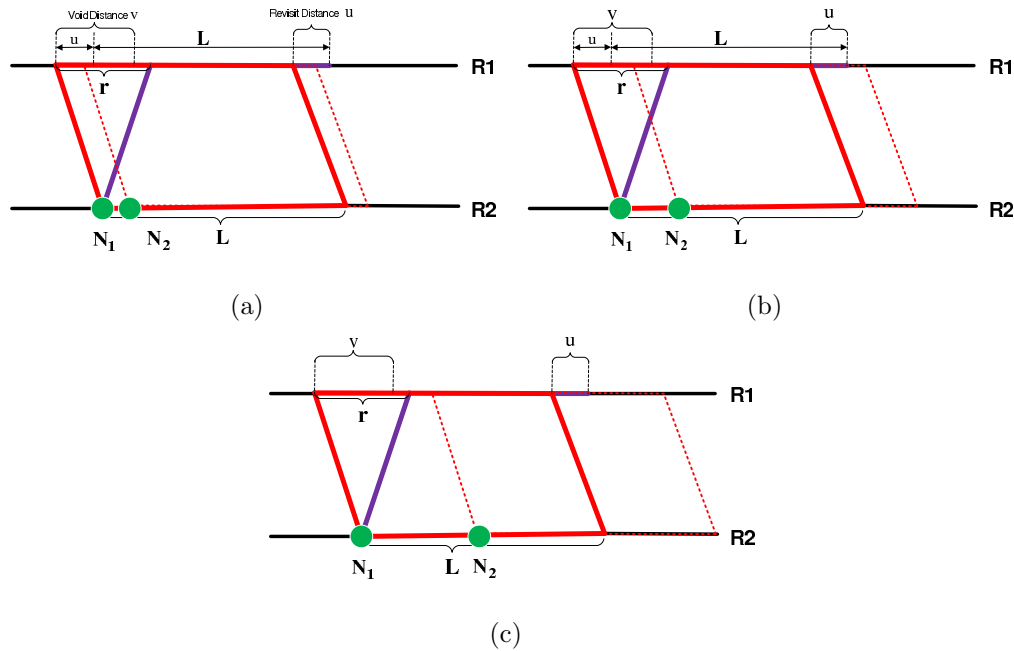 Void Distance v
Revisit Distance u
u
L
r
R1
N1
N2
L
R2
(a)
v
u
u
L
r
R1
N1
N2
L
R2
(b)
v
u
r
R1
N1
L
N2
R2
(c)